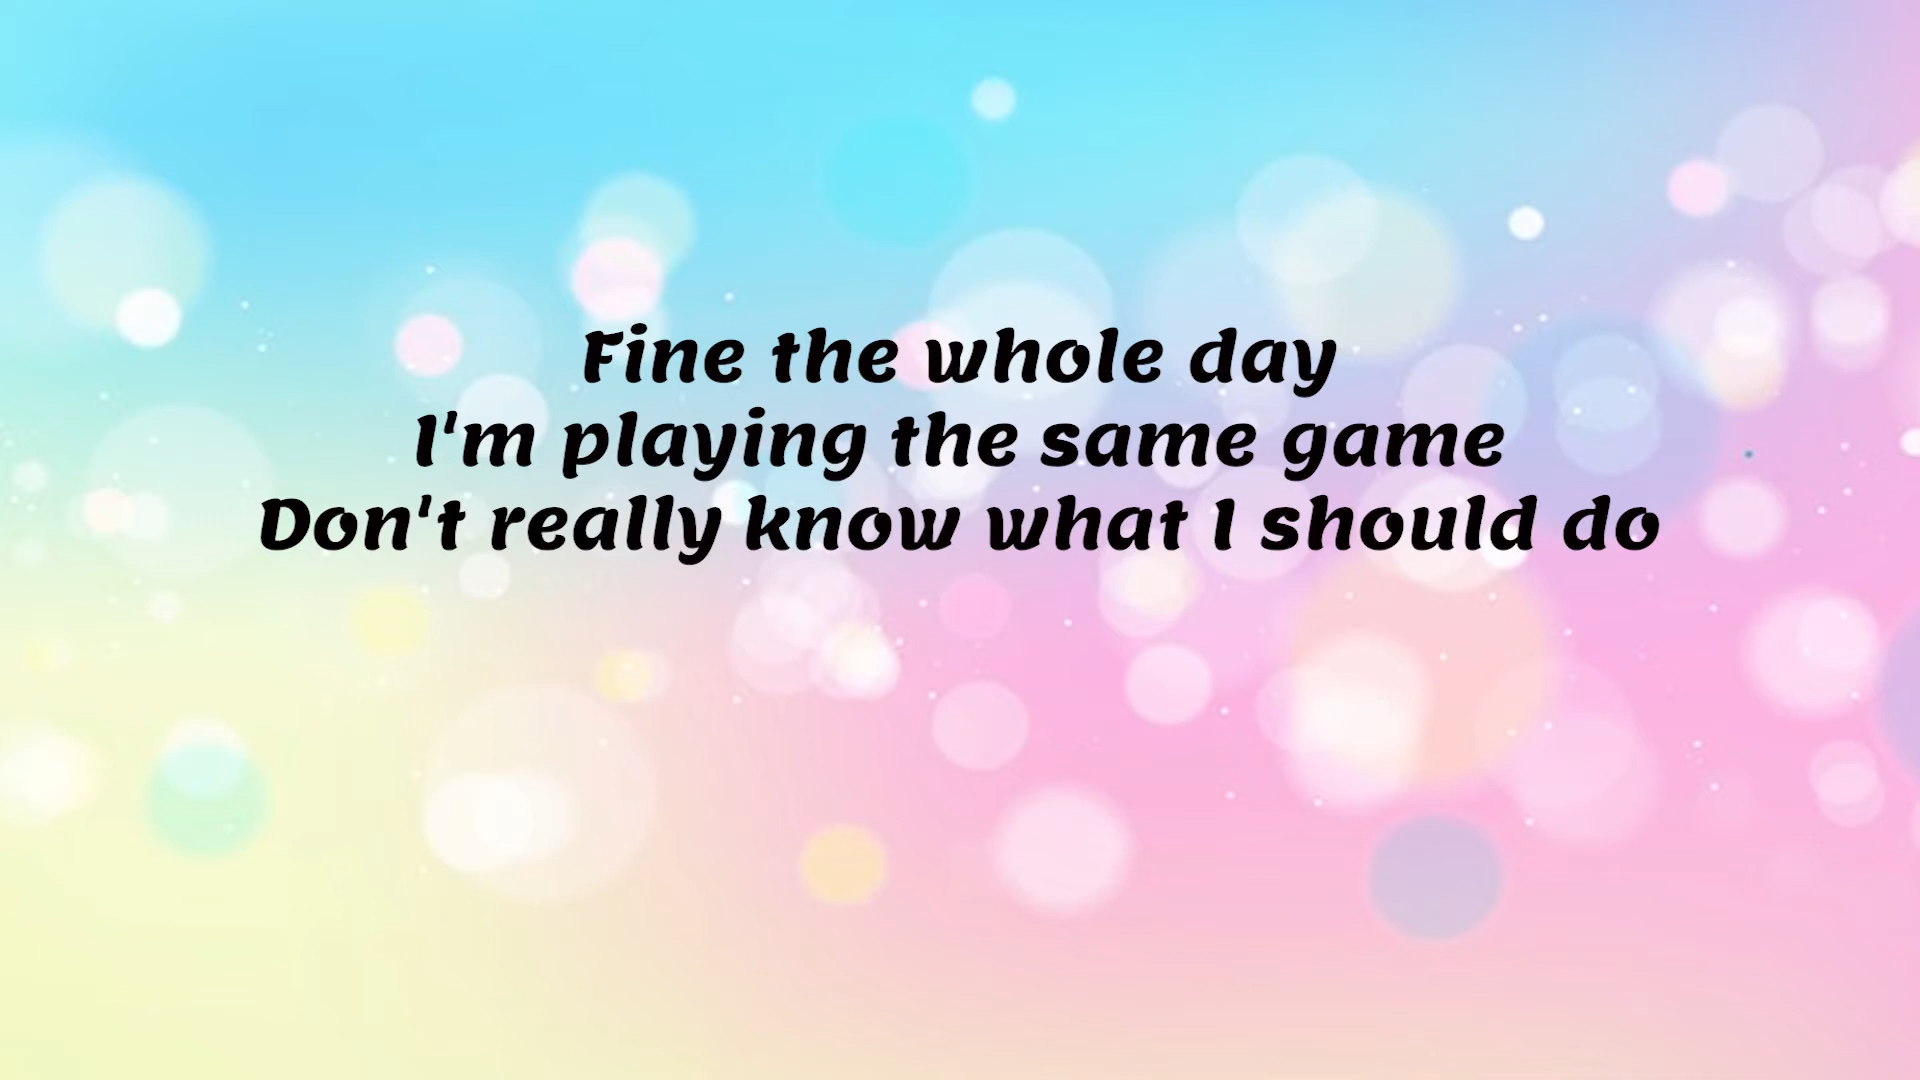 Fine the whole day
I'm playing the same game
Don't really know what I should do